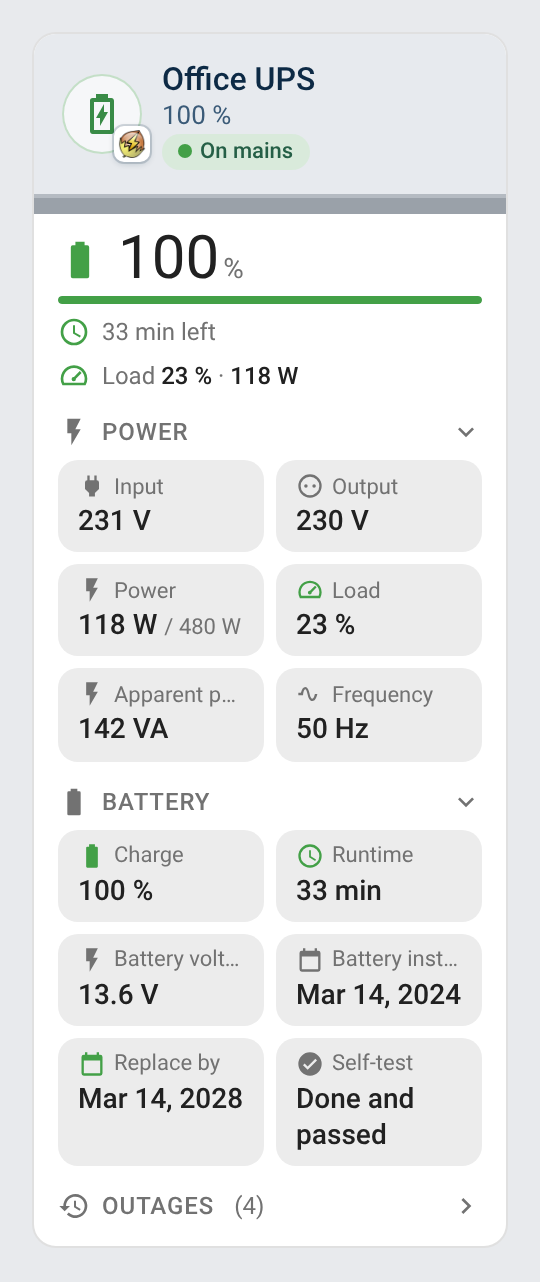 Office UPS
100 %
On mains
100 %
33 min left
Load 23 % · 118 W
POWER
Input
231 V
Output
230 V
Power
118 W / 480 W
Load
23 %
Apparent p...
142 VA
Frequency
50 Hz
BATTERY
Charge
100 %
Runtime
33 min
Battery volt...
13.6 V
Battery inst...
Mar 14, 2024
Replace by
Mar 14, 2028
Self-test
Done and
passed
OUTAGES (4)